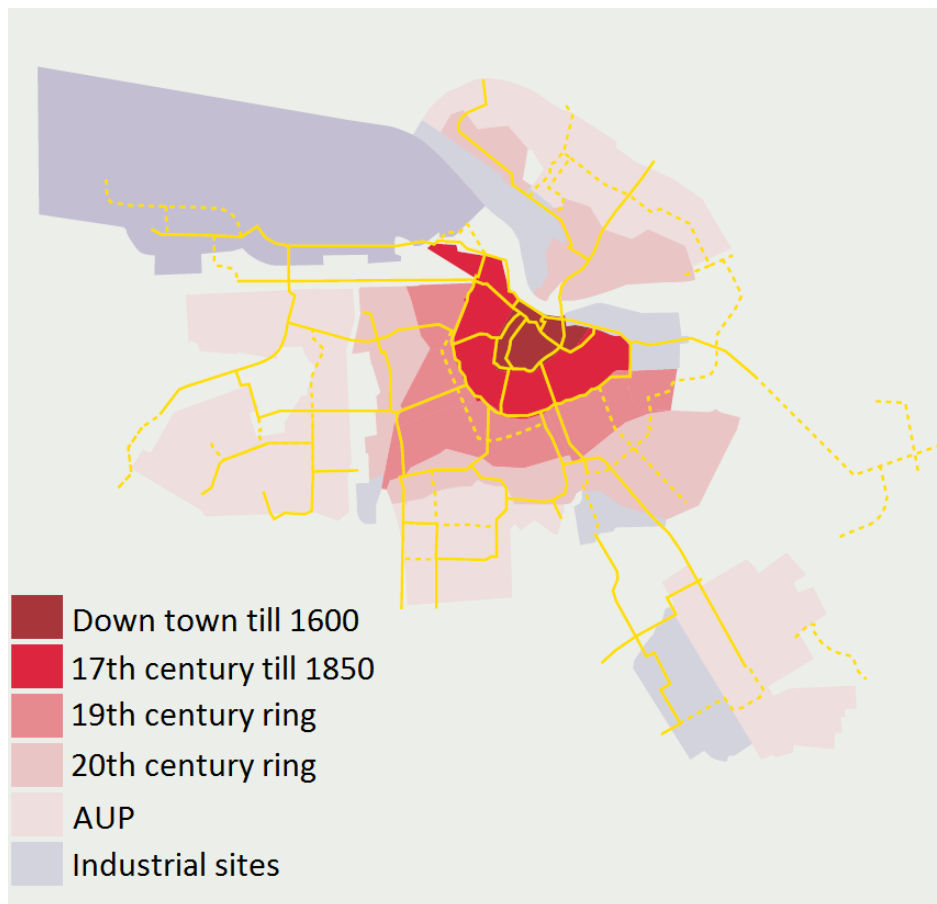 Down town till 1600
17th century till 1850
19th century ring
20th century ring
AUP
Industrial sites